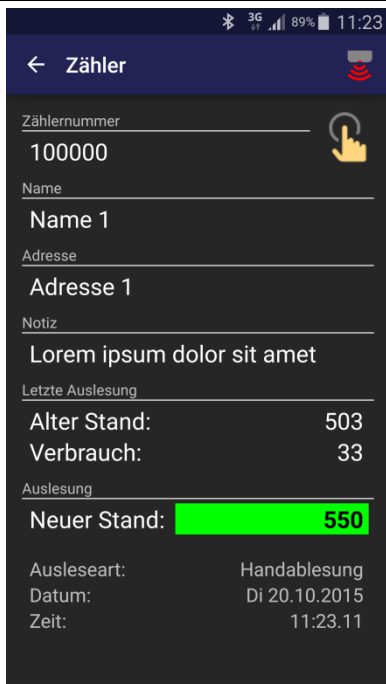 3G 89% 11:23
Zähler
Zählernummer
100000
Name
Name 1
Adresse
Adresse 1
Notiz
Lorem ipsum dolor sit amet
Letzte Auslesung
Alter Stand: 503
Verbrauch: 33
Auslesung
Neuer Stand: 550
Ausleseart: Handablesung
Datum: Di 20.10.2015
Zeit: 11:23.11